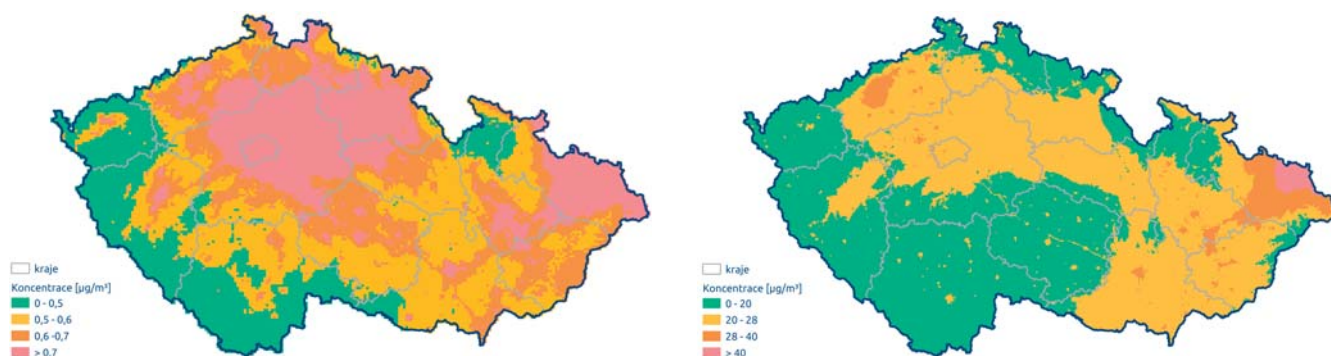 kraje
Koncentrace [µg/m³]
0 - 0,5
0,5 - 0,6
0,6 -0,7
> 0,7
kraje
Koncentrace [µg/m³]
0 - 20
20 - 28
28 - 40
> 40